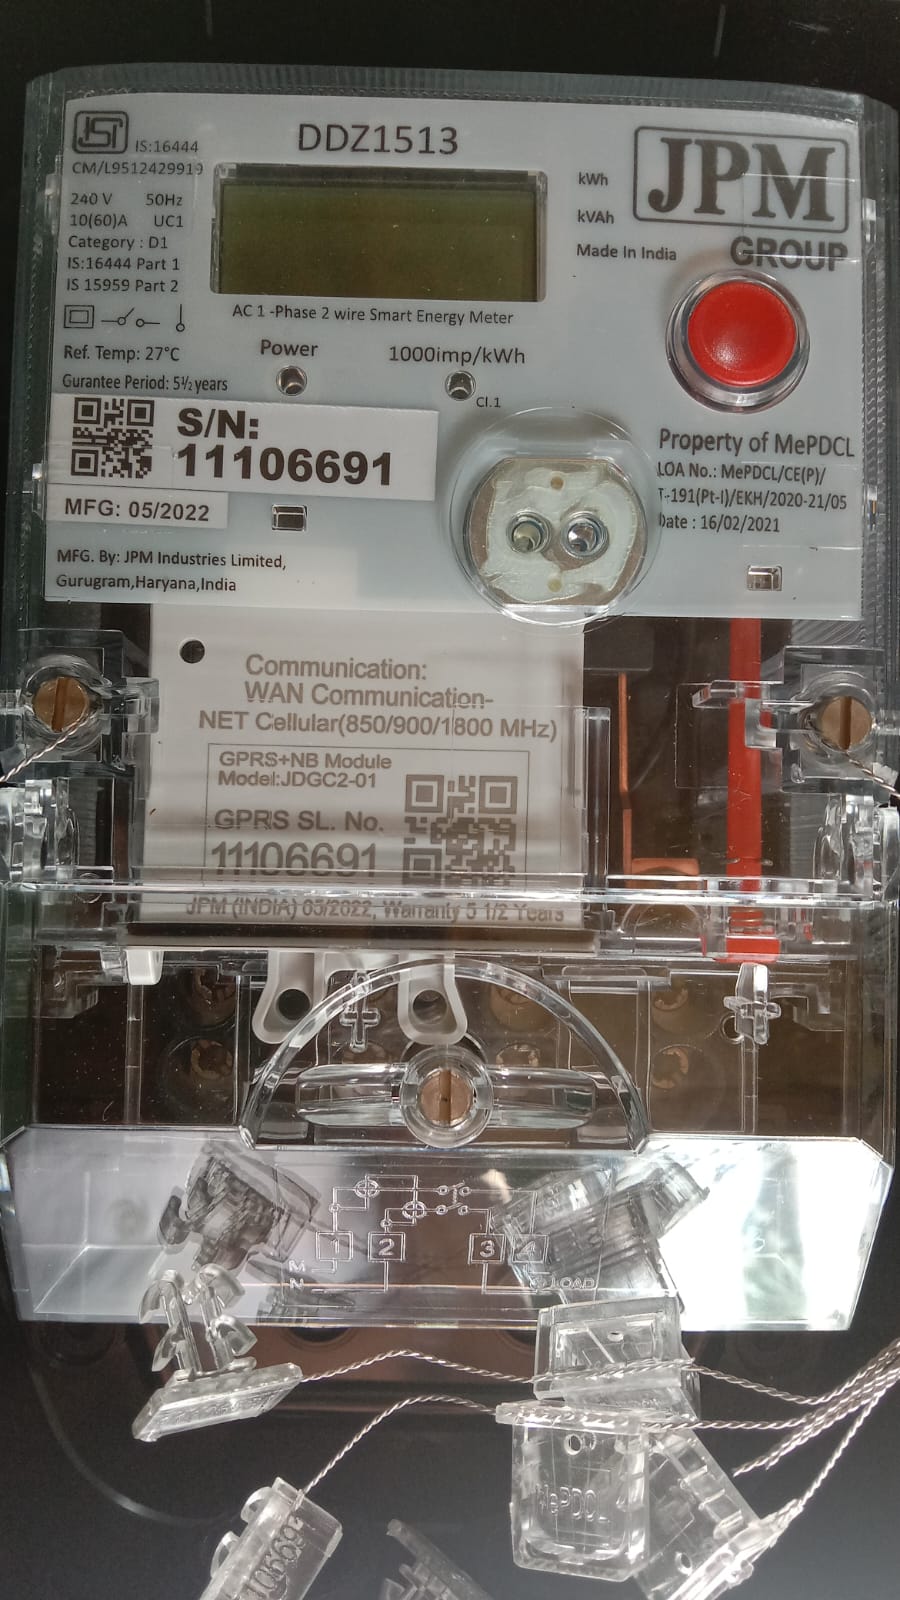 ISI
IS:16444
CM/L9512429919
DDZ1513
240 V 50Hz
10(60)A UC1
Category : D1
IS:16444 Part 1
IS 15959 Part 2
kWh
kVAh
JPM
GROUP
Made In India
AC 1 -Phase 2 wire Smart Energy Meter
Ref. Temp: 27°C
Power
1000imp/kWh
Gurantee Period: 5½ years
Cl.1
S/N:
11106691
MFG: 05/2022
Property of MePDCL
LOA No.: MePDCL/CE(P)/
T-191(Pt-I)/EKH/2020-21/05
Date : 16/02/2021
MFG. By: JPM Industries Limited,
Gurugram,Haryana,India
Communication:
WAN Communication-
NET Cellular(850/900/1800 MHz)
GPRS+NB Module
Model:JDGC2-01
GPRS SL. No.
11106691
JPM (INDIA) 05/2022, Warranty 5 1/2 Years
1 2 3 4
M
N LOAD
MePDCL